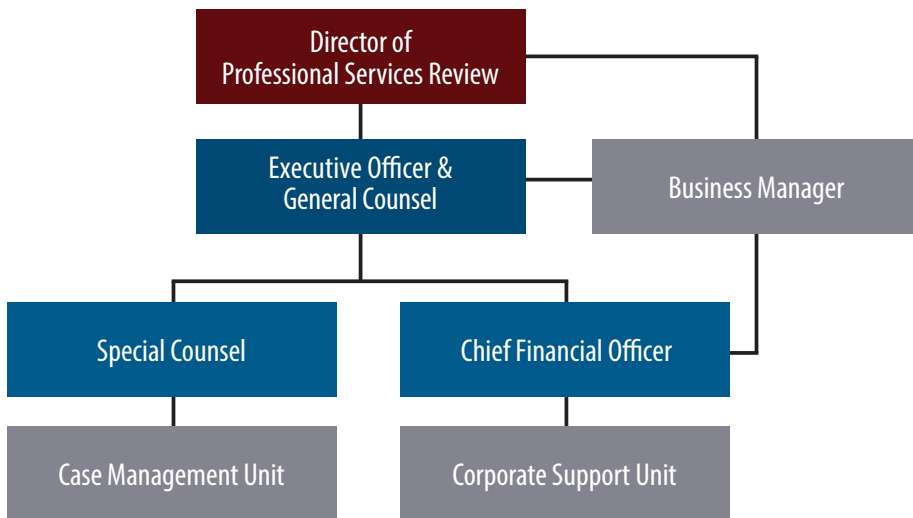 Director of
Professional Services Review
Executive Officer &
General Counsel
Business Manager
Special Counsel
Chief Financial Officer
Case Management Unit
Corporate Support Unit